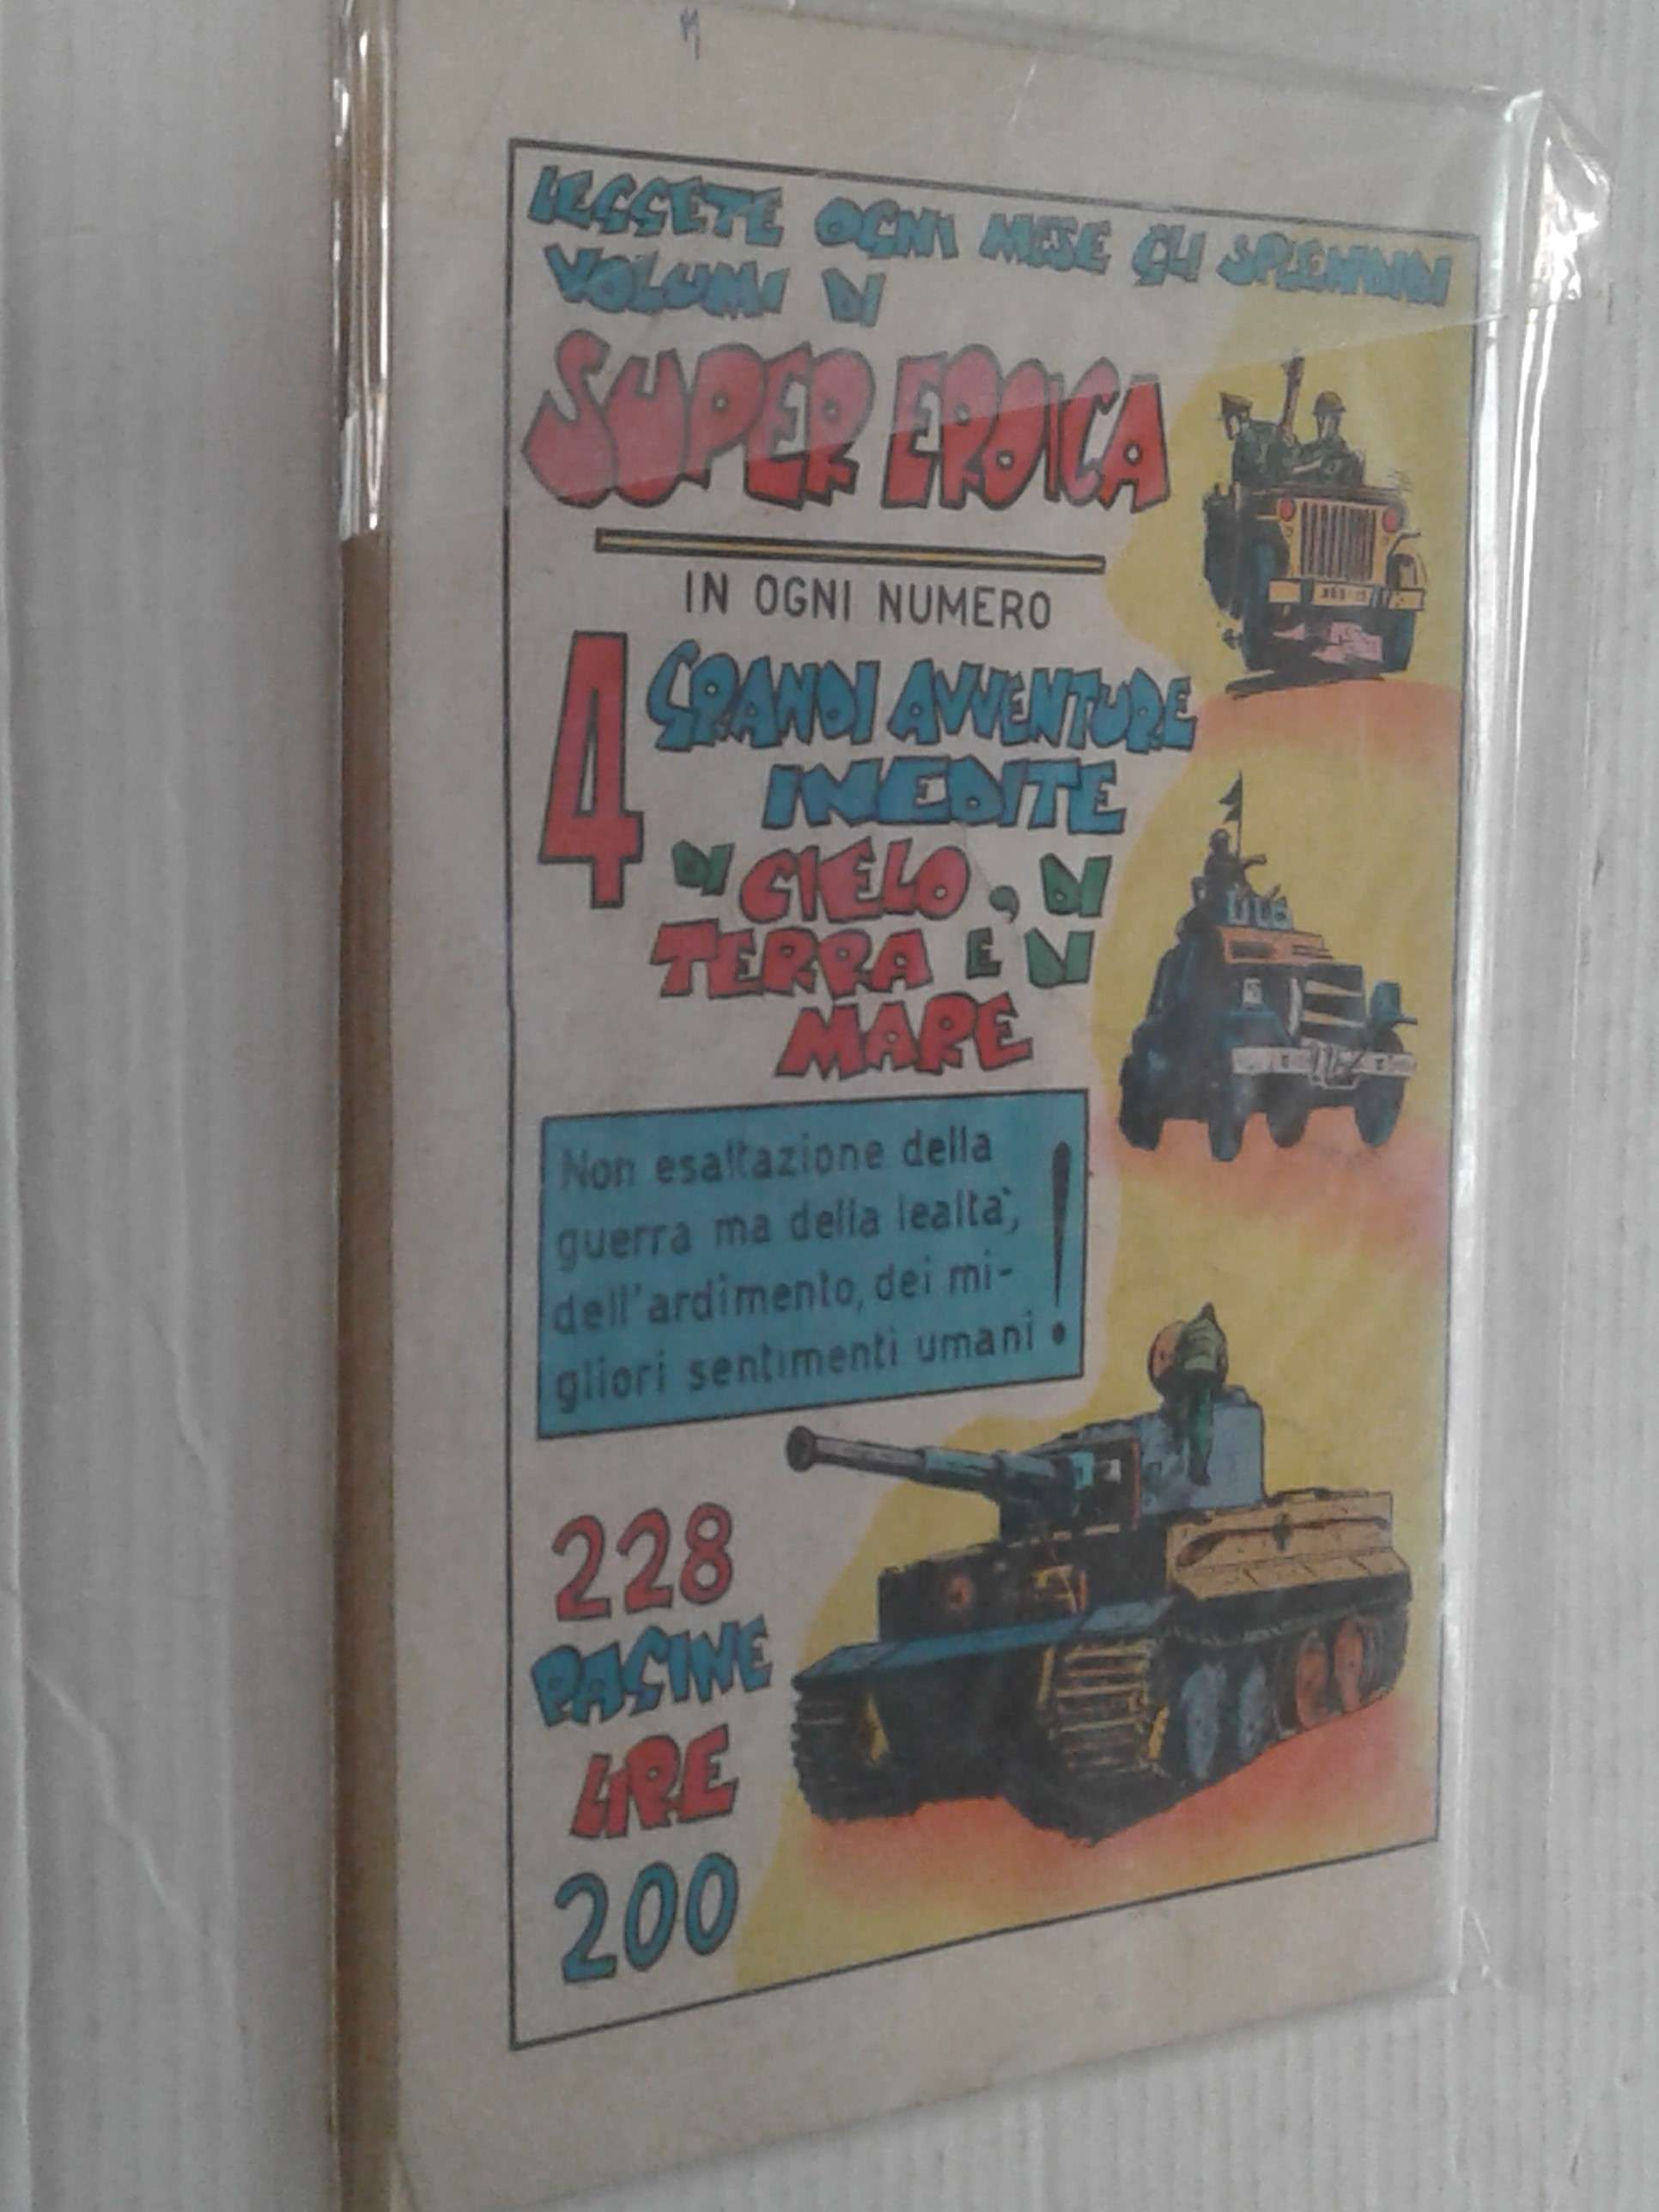 LEGGETE OGNI MESE GLI SPLENDIDI
VOLUMI DI
SUPER EROICA
IN OGNI NUMERO
4 GRANDI AVVENTURE
INEDITE
DI CIELO, DI
TERRA E DI
MARE
Non esaltazione della
guerra ma della lealtà,
dell'ardimento, dei mi-
gliori sentimenti umani!
228
PAGINE
LIRE
200